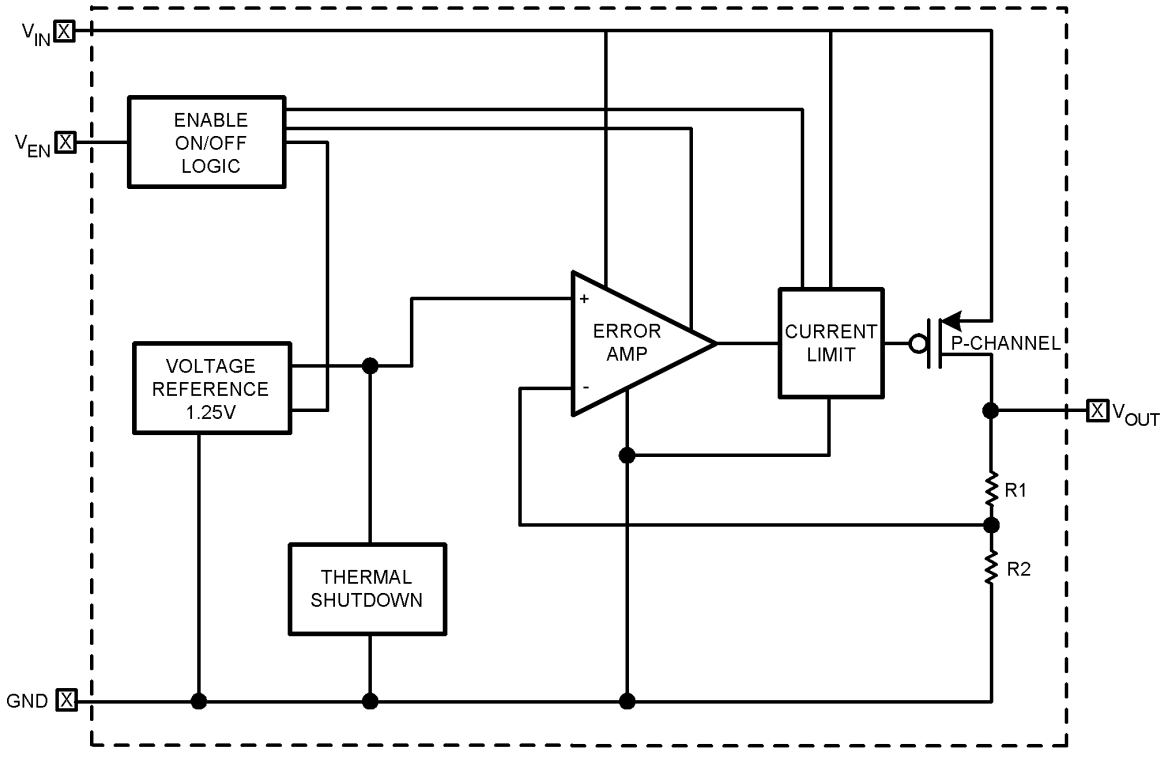 VIN
X
ENABLE
ON/OFF
LOGIC
VEN
X
+
ERROR
AMP
-
CURRENT
LIMIT
P-CHANNEL
VOLTAGE
REFERENCE
1.25V
X
VOUT
R1
R2
THERMAL
SHUTDOWN
GND
X